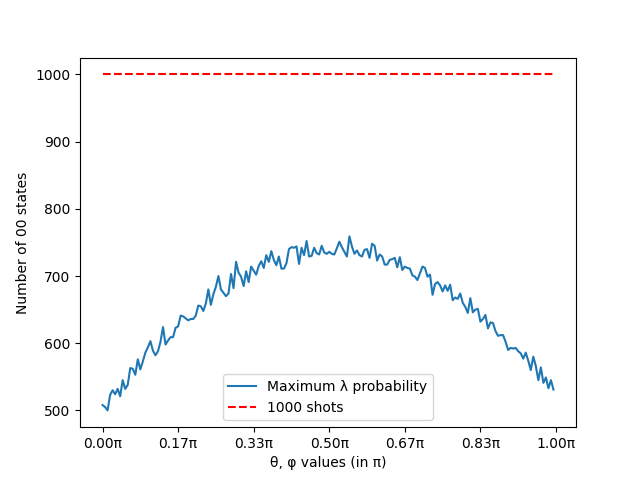 1000
900
800
700
600
500
Number of 00 states
Maximum λ probability
1000 shots
0.00π 0.17π 0.33π 0.50π 0.67π 0.83π 1.00π
θ, φ values (in π)